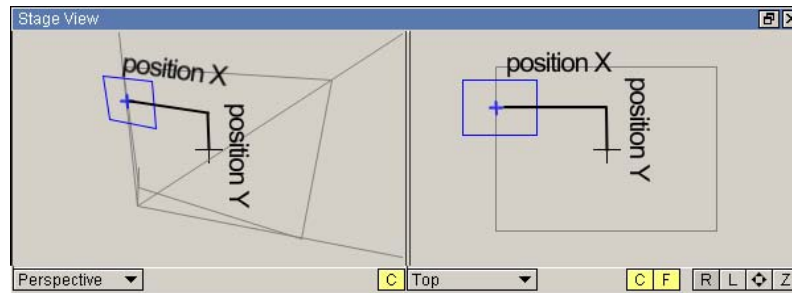 Stage View
position X
position Y
position X
position Y
Perspective
C
Top
C F R L Z